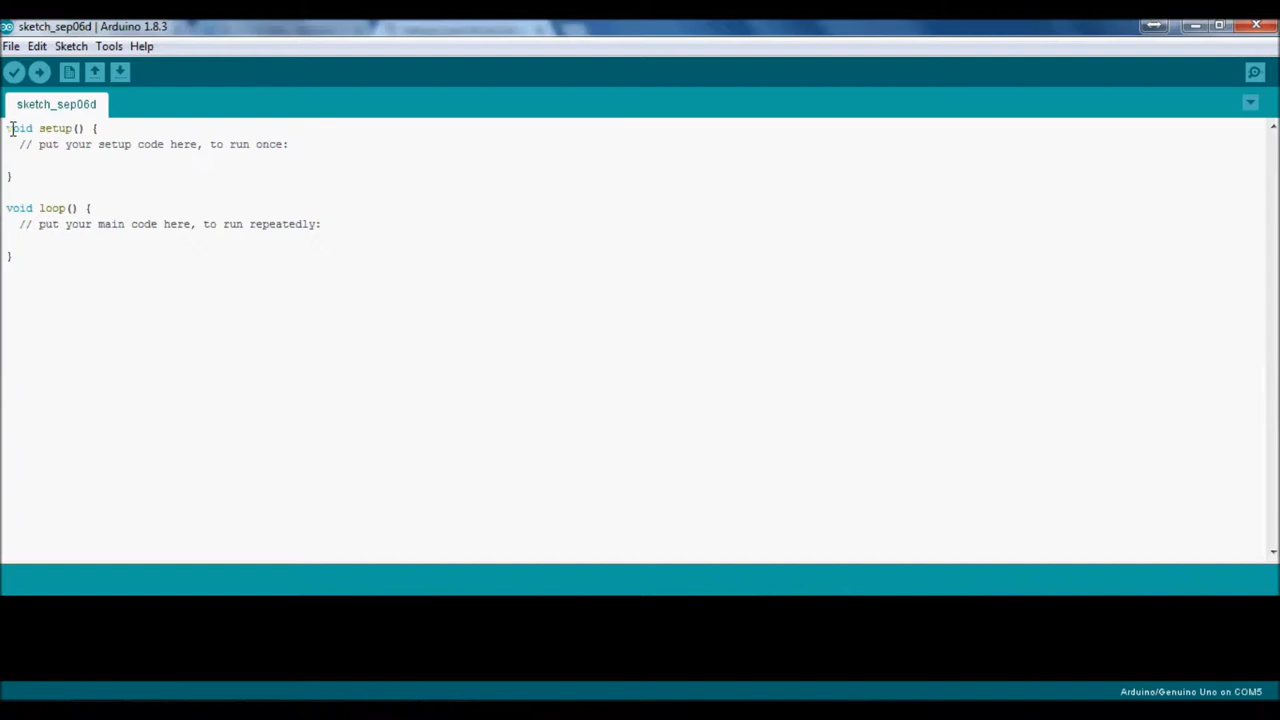 sketch_sep06d | Arduino 1.8.3
File Edit Sketch Tools Help
sketch_sep06d
void setup() {
// put your setup code here, to run once:
}
void loop() {
// put your main code here, to run repeatedly:
}
Arduino/Genuino Uno on COM5